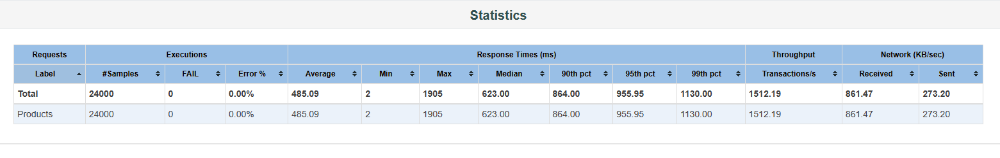 Statistics
Requests Executions Response Times (ms) Throughput Network (KB/sec)
Label #Samples FAIL Error % Average Min Max Median 90th pct 95th pct 99th pct Transactions/s Received Sent
Total 24000 0 0.00% 485.09 2 1905 623.00 864.00 955.95 1130.00 1512.19 861.47 273.20
Products 24000 0 0.00% 485.09 2 1905 623.00 864.00 955.95 1130.00 1512.19 861.47 273.20